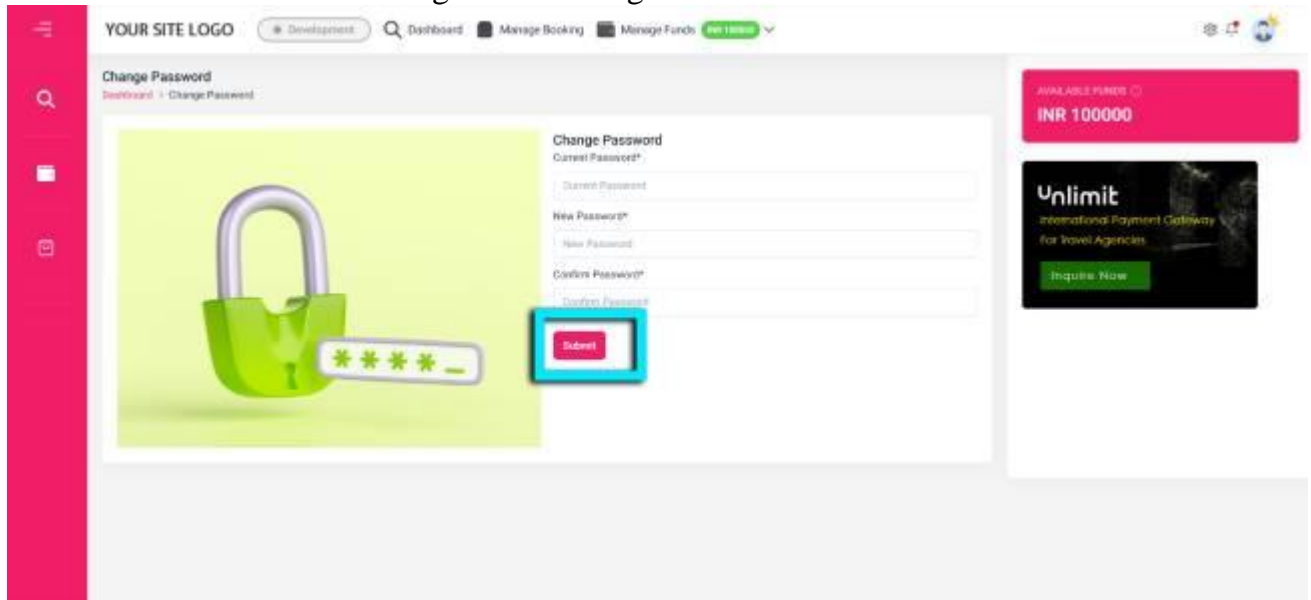 YOUR SITE LOGO Development Dashboard Manage Booking Manage Funds INR 100000
Change Password
Dashboard > Change Password
AVAILABLE FUNDS
INR 100000
Change Password
Current Password*
Current Password
New Password*
New Password
Confirm Password*
Confirm Password
Submit
****_
Unlimit
International Payment Gateway
For Travel Agencies
Inquire Now